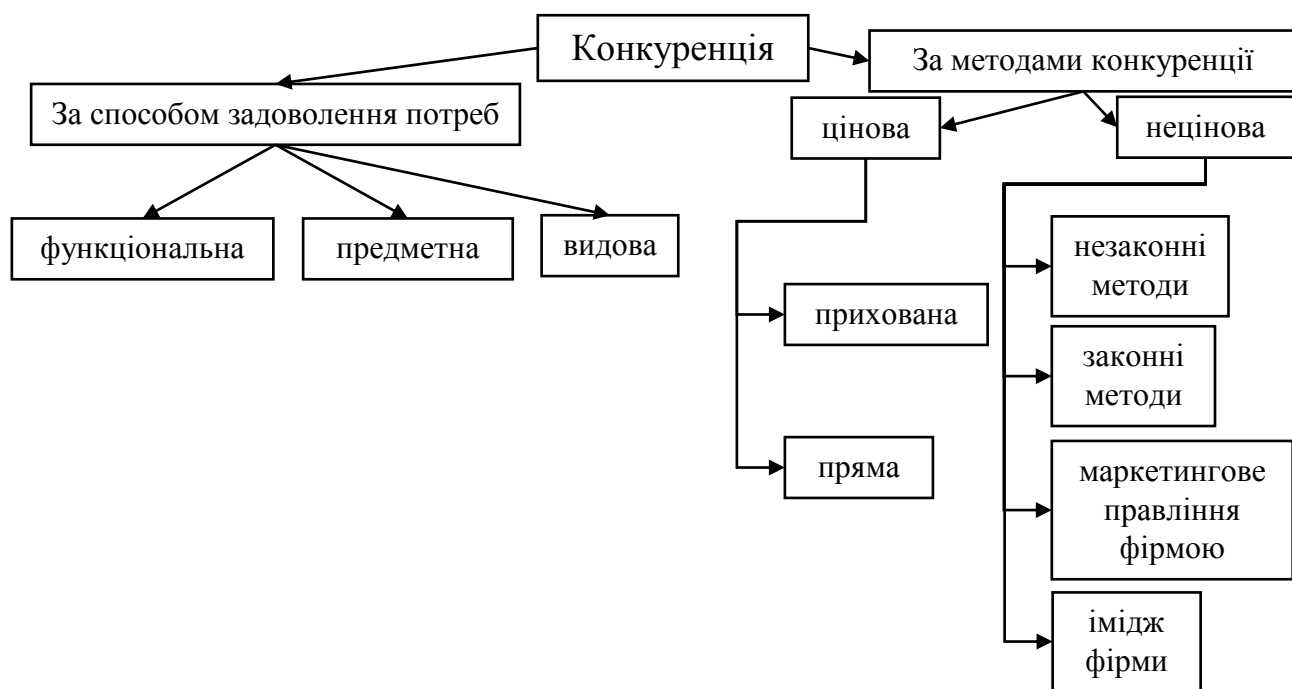 Конкуренція
За методами конкуренції
За способом задоволення потреб
цінова
нецінова
функціональна
предметна
видова
незаконні
методи
прихована
законні
методи
пряма
маркетингове
правління
фірмою
імідж
фірми